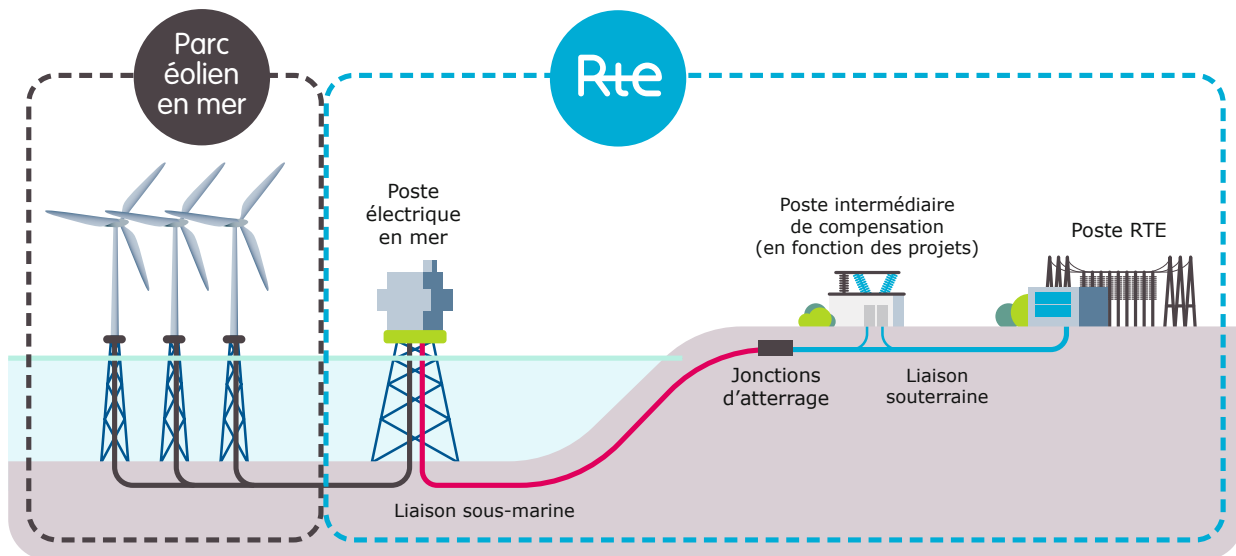 Parc
éolien
en mer
Rte
Poste
électrique
en mer
Poste intermédiaire
de compensation
(en fonction des projets)
Poste RTE
Jonctions
d'atterrage
Liaison
souterraine
Liaison sous-marine